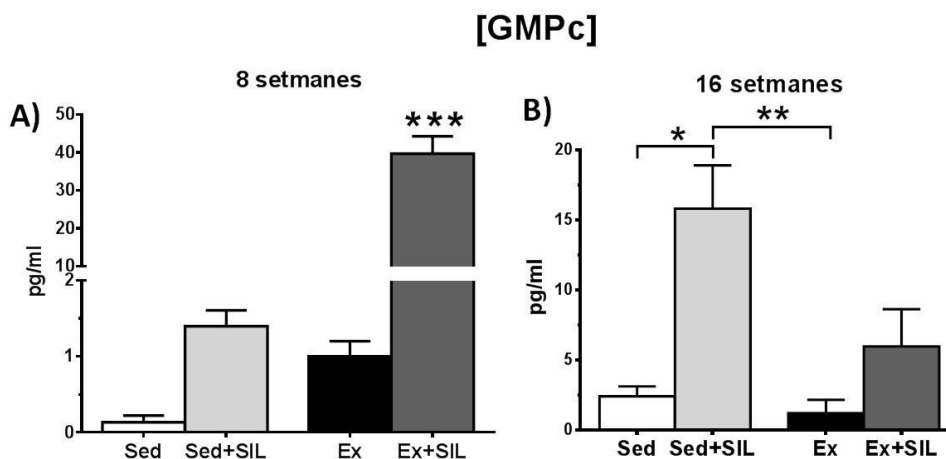 [GMPc]
8 setmanes
A)
***
50
40
30
20
10
2
1
0
pg/ml
Sed Sed+SIL Ex Ex+SIL
16 setmanes
B)
* **
20
15
10
5
0
pg/ml
Sed Sed+SIL Ex Ex+SIL